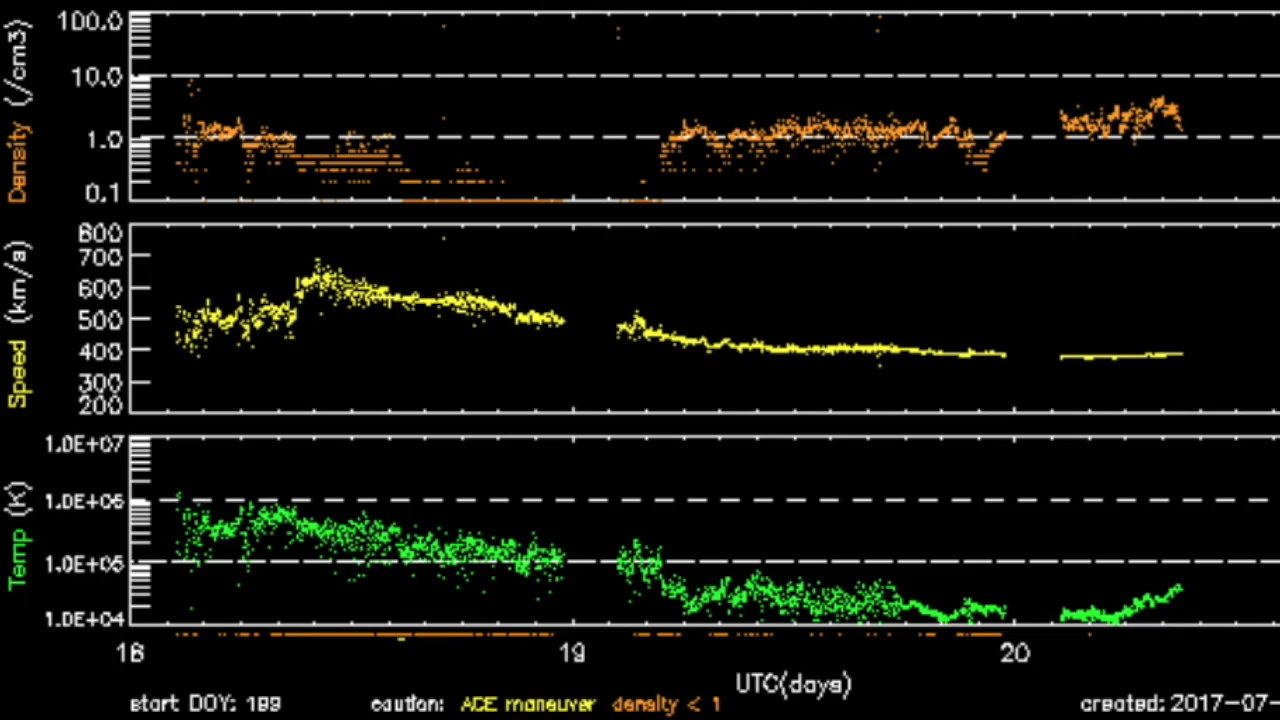 100.0
10.0
1.0
0.1
Density (/cm3)
800
700
600
500
400
300
200
Speed (km/s)
1.0E+07
1.0E+06
1.0E+05
1.0E+04
Temp (K)
18 19 20
UTC(days)
start DOY: 199 caution: ACE maneuver density < 1 created: 2017-07-